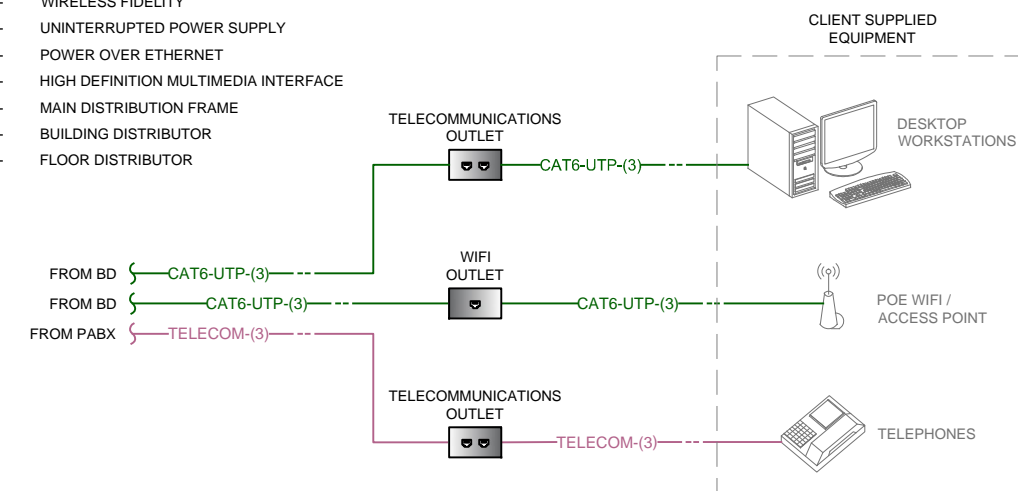 - WIRELESS FIDELITY
- UNINTERRUPTED POWER SUPPLY
- POWER OVER ETHERNET
- HIGH DEFINITION MULTIMEDIA INTERFACE
- MAIN DISTRIBUTION FRAME
- BUILDING DISTRIBUTOR
- FLOOR DISTRIBUTOR
CLIENT SUPPLIED
EQUIPMENT
TELECOMMUNICATIONS
OUTLET
CAT6-UTP-(3)
DESKTOP
WORKSTATIONS
FROM BD
CAT6-UTP-(3)
WIFI
OUTLET
FROM BD
CAT6-UTP-(3)
CAT6-UTP-(3)
POE WIFI /
ACCESS POINT
FROM PABX
TELECOM-(3)
TELECOMMUNICATIONS
OUTLET
TELECOM-(3)
TELEPHONES